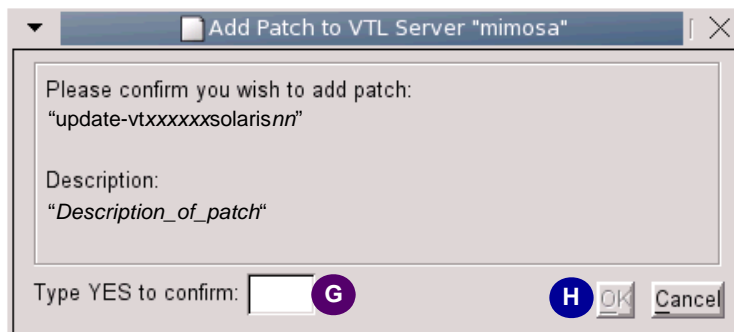 Add Patch to VTL Server "mimosa"
Please confirm you wish to add patch:
“update-vtxxxxxxsolarisnn”
Description:
“Description_of_patch“
Type YES to confirm: G H OK Cancel